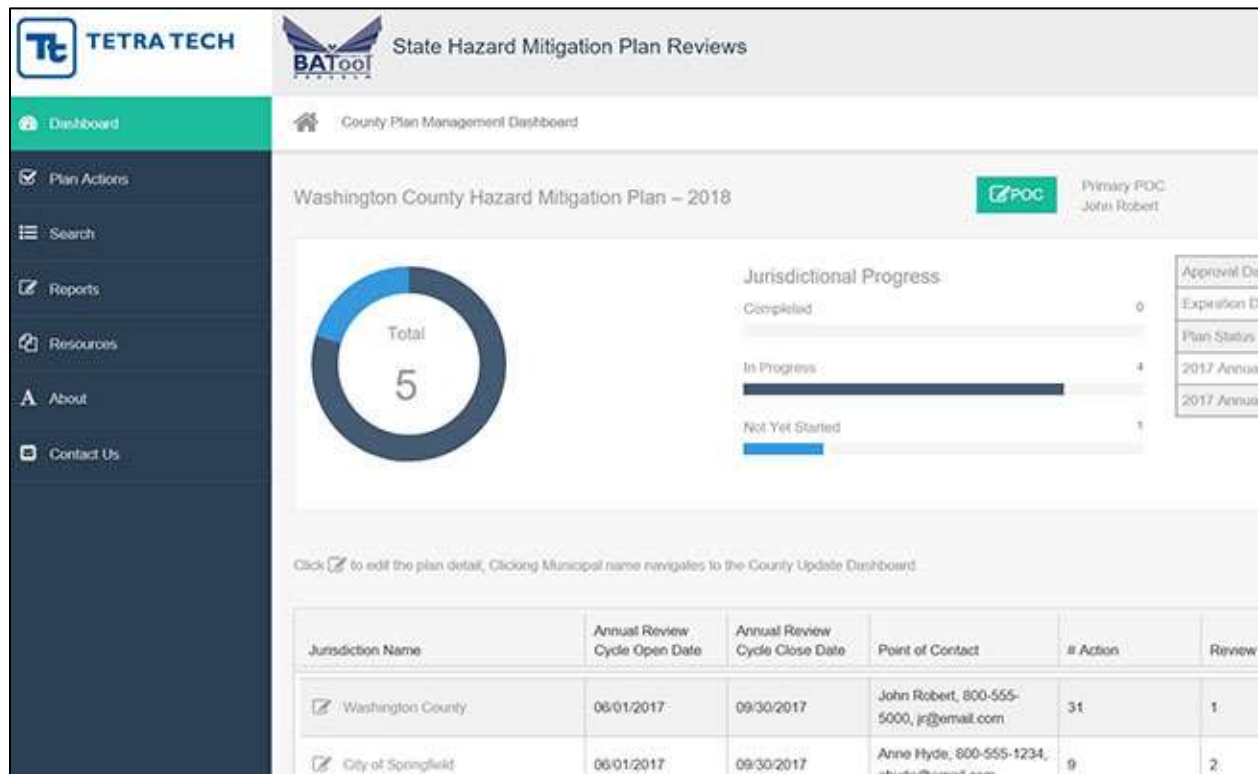 TETRA TECH
BATool
State Hazard Mitigation Plan Reviews
Dashboard
County Plan Management Dashboard
Plan Actions
Washington County Hazard Mitigation Plan – 2018
POC
Primary POC
John Robert
Search
Reports
Resources
About
Contact Us
Total
5
Jurisdictional Progress
Completed 0
In Progress 4
Not Yet Started 1
Approval
Expiration
Plan Status
2017
2017
Click to edit the plan detail; Clicking Municipal name navigates to the County Update Dashboard
Jurisdiction Name
Annual Review
Cycle Open Date
Annual Review
Cycle Close Date
Point of Contact
# Action
Review
Washington County
06/01/2017
09/30/2017
John Robert, 800-555-
5000, jr@email.com
31
1
City of Springfield
06/01/2017
09/30/2017
Anne Hyde, 800-555-1234,
9
2